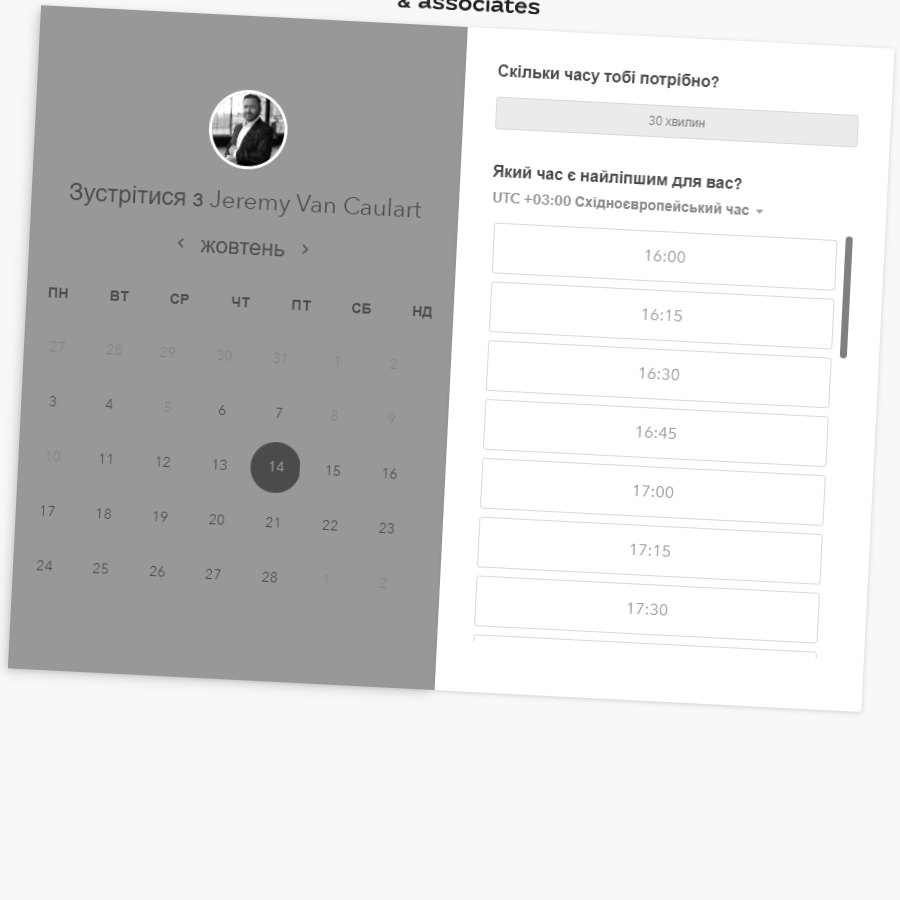 & associates
Зустрітися з Jeremy Van Caulart
жовтень
ПН ВТ СР ЧТ ПТ СБ НД
27 28 29 30 31 1 2
3 4 5 6 7 8 9
10 11 12 13 14 15 16
17 18 19 20 21 22 23
24 25 26 27 28 1 2
Скільки часу тобі потрібно?
30 хвилин
Який час є найліпшим для вас?
UTC +03:00 Східноєвропейський час
16:00
16:15
16:30
16:45
17:00
17:15
17:30